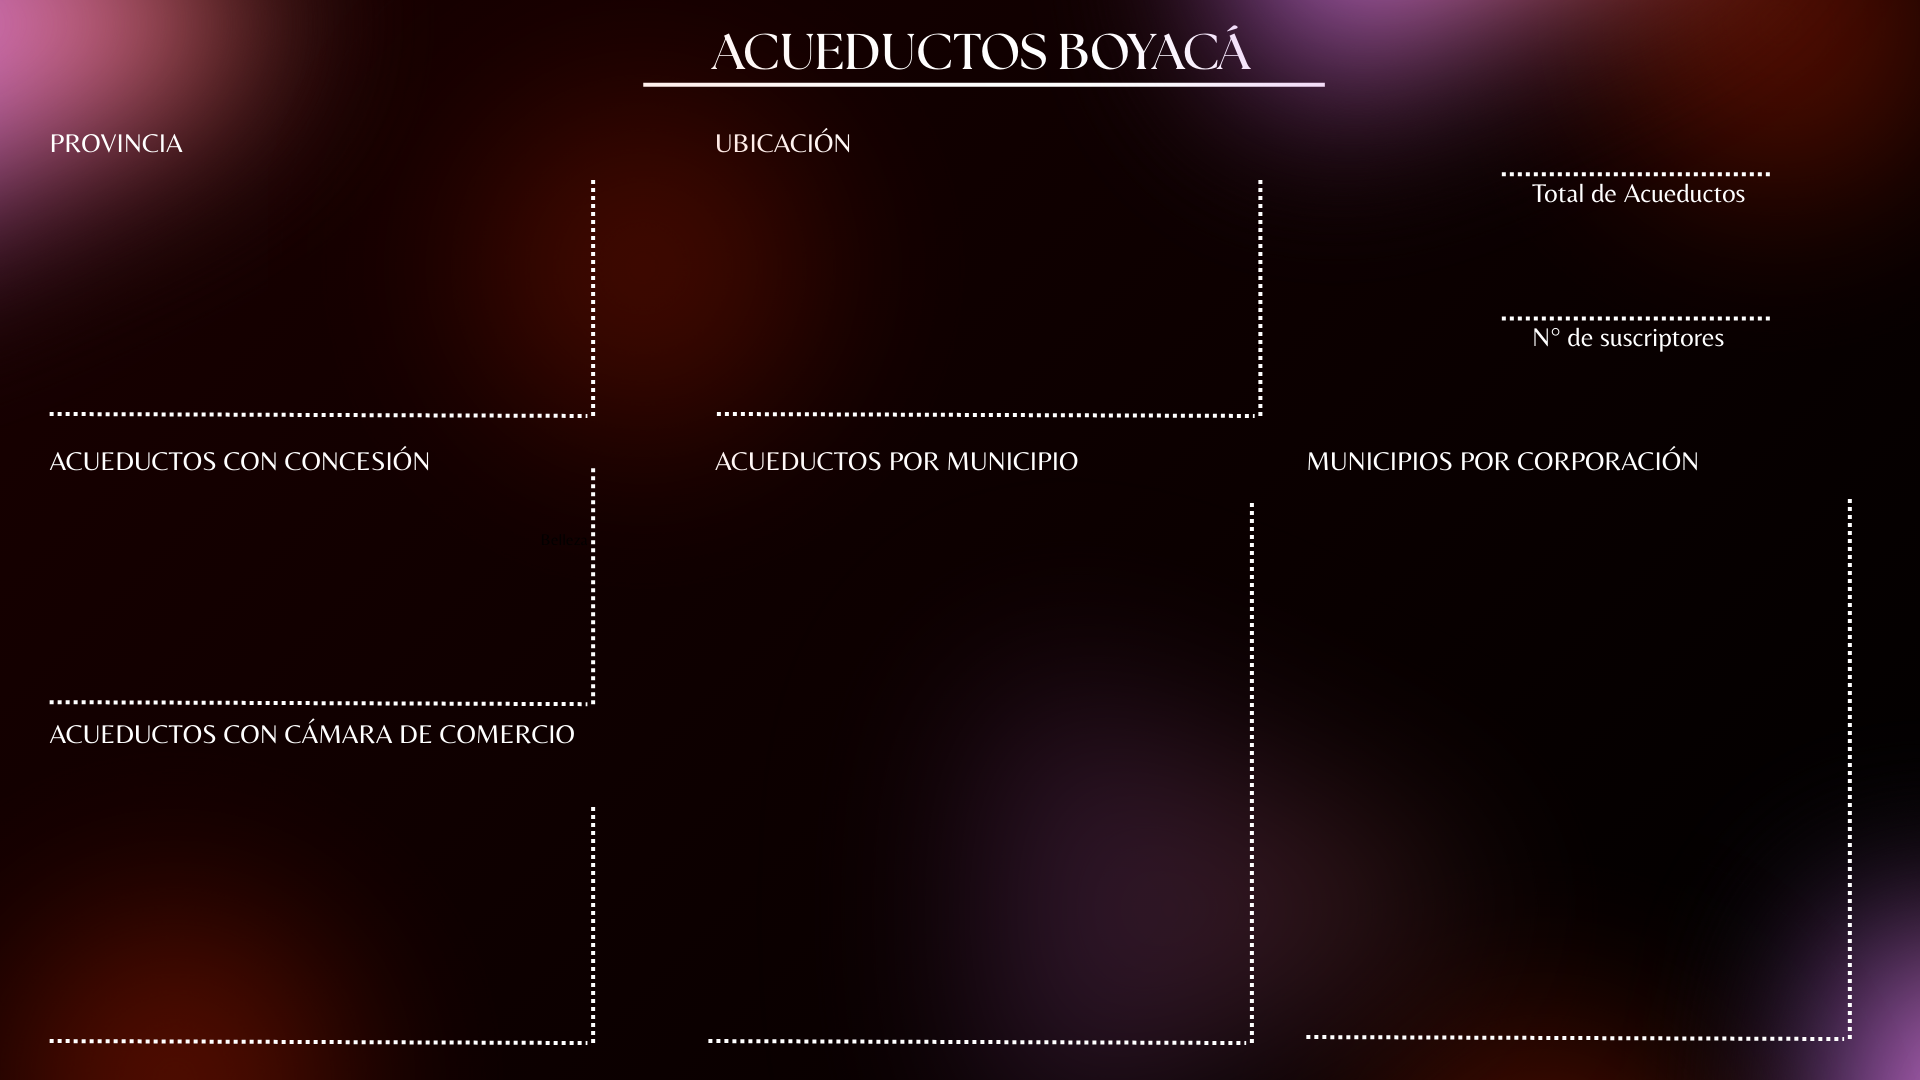 ACUEDUCTOS BOYACÁ
PROVINCIA
UBICACIÓN
Total de Acueductos
N° de suscriptores
ACUEDUCTOS CON CONCESIÓN
ACUEDUCTOS POR MUNICIPIO
MUNICIPIOS POR CORPORACIÓN
ACUEDUCTOS CON CÁMARA DE COMERCIO